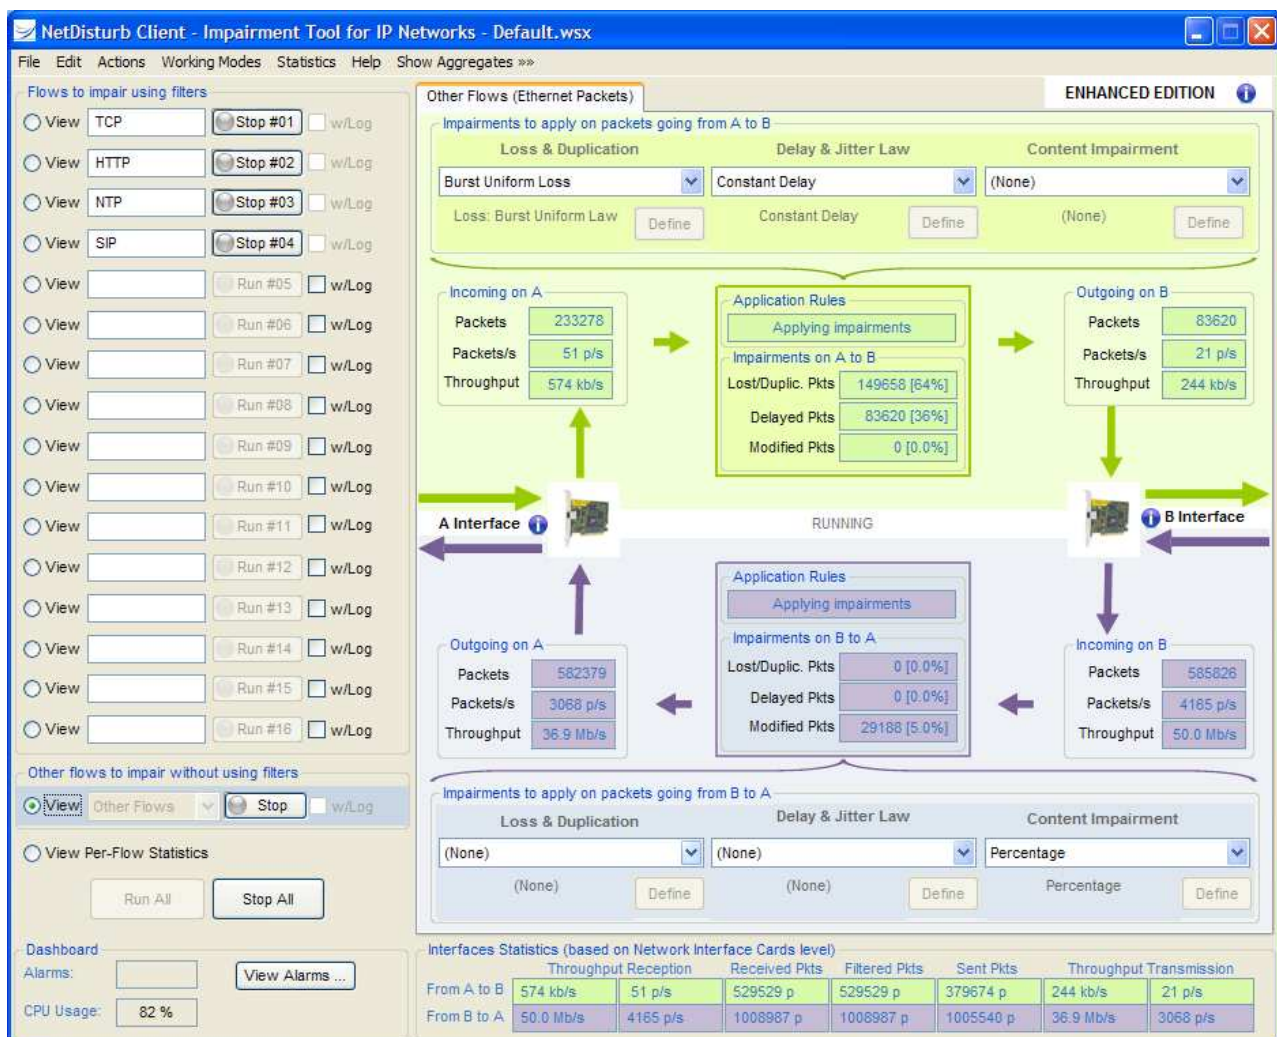 NetDisturb Client - Impairment Tool for IP Networks - Default.wsx
File Edit Actions Working Modes Statistics Help Show Aggregates »»
Flows to impair using filters
View TCP Stop #01 w/Log
View HTTP Stop #02 w/Log
View NTP Stop #03 w/Log
View SIP Stop #04 w/Log
View Run #05 w/Log
View Run #06 w/Log
View Run #07 w/Log
View Run #08 w/Log
View Run #09 w/Log
View Run #10 w/Log
View Run #11 w/Log
View Run #12 w/Log
View Run #13 w/Log
View Run #14 w/Log
View Run #15 w/Log
View Run #16 w/Log
Other flows to impair without using filters
View Other Flows Stop w/Log
View Per-Flow Statistics
Run All Stop All
Dashboard
Alarms: View Alarms ...
CPU Usage: 82 %
Other Flows (Ethernet Packets) ENHANCED EDITION
Impairments to apply on packets going from A to B
Loss & Duplication Delay & Jitter Law Content Impairment
Burst Uniform Loss Constant Delay (None)
Loss: Burst Uniform Law Define Constant Delay Define (None) Define
Incoming on A
Packets 233278
Packets/s 51 p/s
Throughput 574 kb/s
Application Rules
Applying impairments
Impairments on A to B
Lost/Duplic. Pkts 149658 [64%]
Delayed Pkts 83620 [36%]
Modified Pkts 0 [0.0%]
Outgoing on B
Packets 83620
Packets/s 21 p/s
Throughput 244 kb/s
A Interface RUNNING B Interface
Outgoing on A
Packets 582379
Packets/s 3068 p/s
Throughput 36.9 Mb/s
Application Rules
Applying impairments
Impairments on B to A
Lost/Duplic. Pkts 0 [0.0%]
Delayed Pkts 0 [0.0%]
Modified Pkts 29188 [5.0%]
Incoming on B
Packets 585826
Packets/s 4165 p/s
Throughput 50.0 Mb/s
Impairments to apply on packets going from B to A
Loss & Duplication Delay & Jitter Law Content Impairment
(None) (None) Percentage
(None) Define (None) Define Percentage Define
Interfaces Statistics (based on Network Interface Cards level)
Throughput Reception Received Pkts Filtered Pkts Sent Pkts Throughput Transmission
From A to B 574 kb/s 51 p/s 529529 p 529529 p 379674 p 244 kb/s 21 p/s
From B to A 50.0 Mb/s 4165 p/s 1008987 p 1008987 p 1005540 p 36.9 Mb/s 3068 p/s